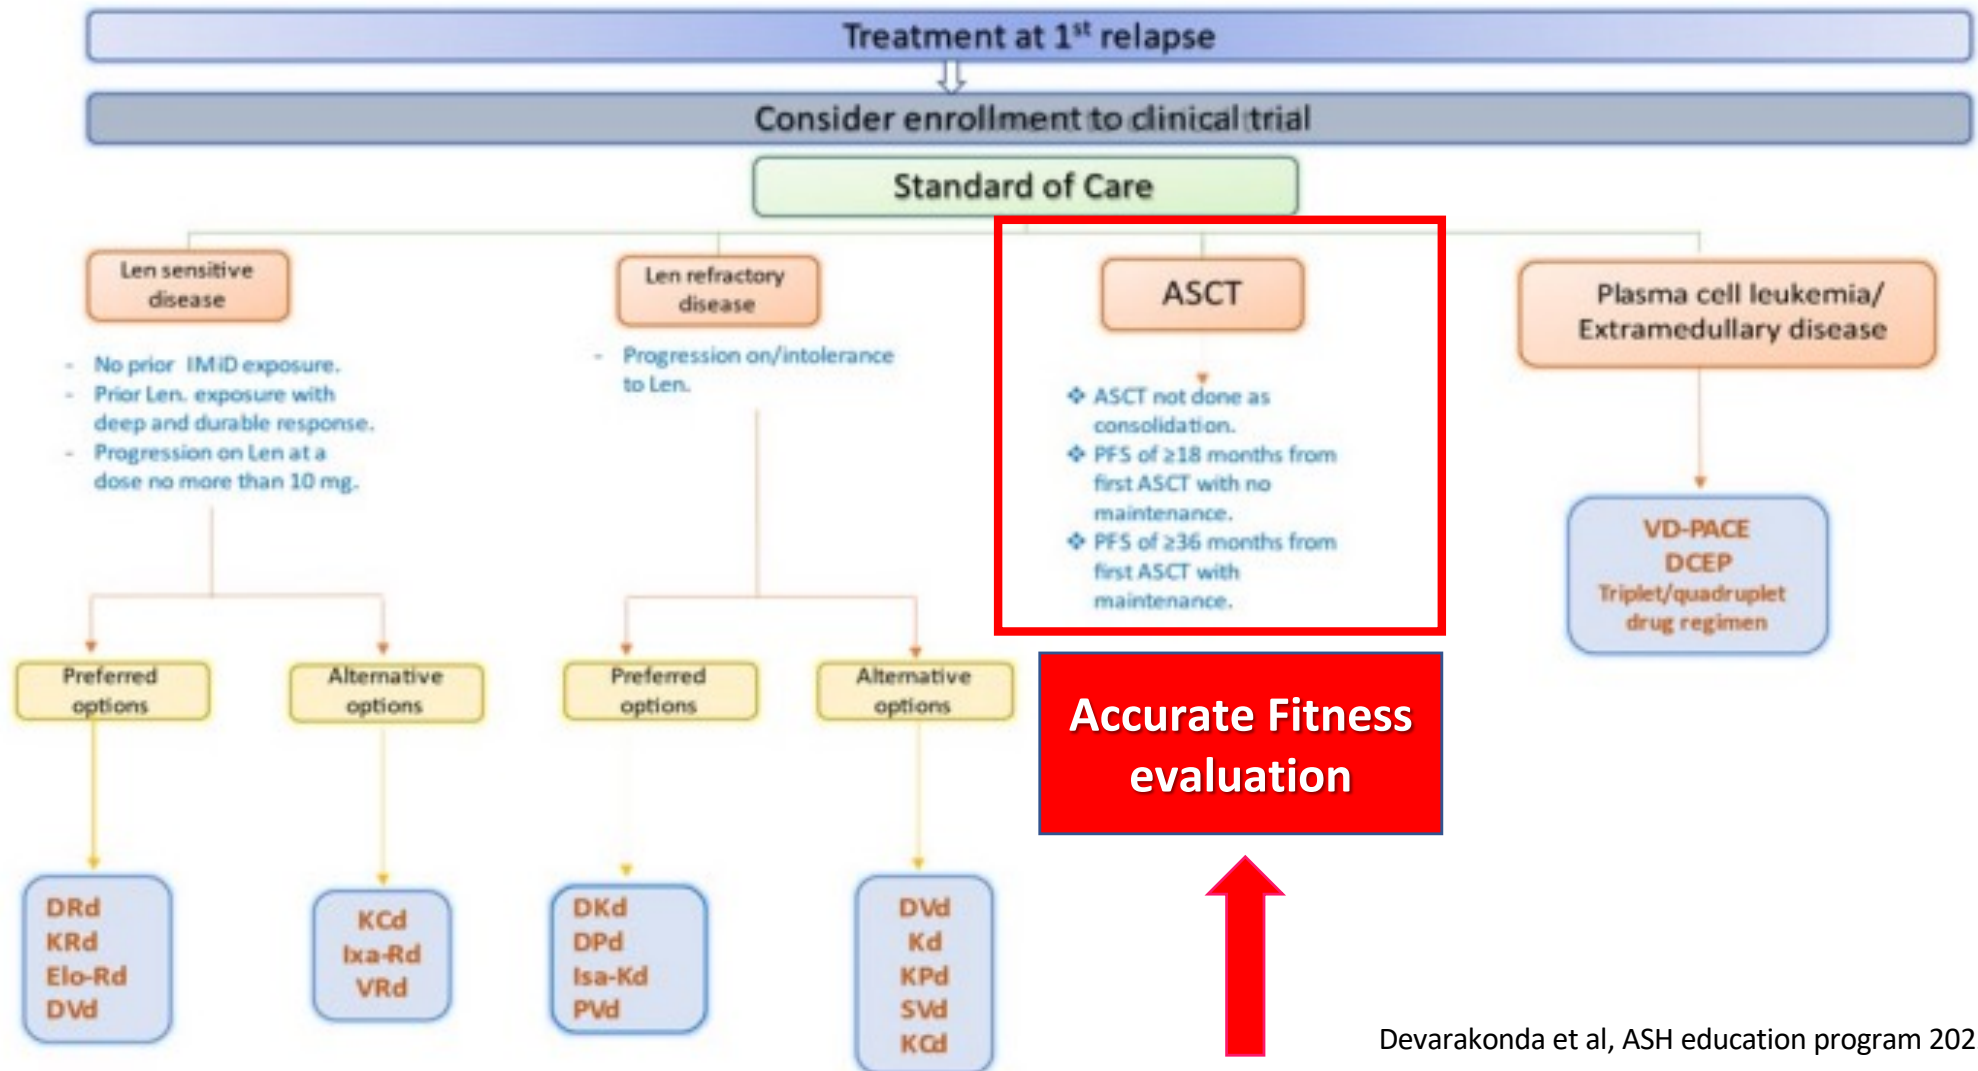 Treatment at 1st relapse
Consider enrollment to clinical trial
Standard of Care
Len sensitive
disease
- No prior IMiD exposure.
- Prior Len. exposure with
deep and durable response.
- Progression on Len at a
dose no more than 10 mg.
Preferred
options
DRd
KRd
Elo-Rd
DVd
Alternative
options
KCd
Ixa-Rd
VRd
Len refractory
disease
- Progression on/intolerance
to Len.
Preferred
options
DKd
DPd
Isa-Kd
PVd
Alternative
options
DVd
Kd
KPd
SVd
KCd
ASCT
❖ ASCT not done as
consolidation.
❖ PFS of ≥18 months from
first ASCT with no
maintenance.
❖ PFS of ≥36 months from
first ASCT with
maintenance.
Accurate Fitness
evaluation
Plasma cell leukemia/
Extramedullary disease
VD-PACE
DCEP
Triplet/quadruplet
drug regimen
Devarakonda et al, ASH education program 202